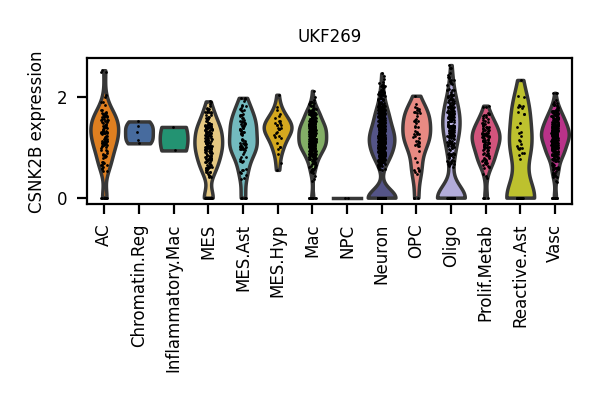 UKF269
CSNK2B expression
2
0
AC
Chromatin.Reg
Inflammatory.Mac
MES
MES.Ast
MES.Hyp
Mac
NPC
Neuron
OPC
Oligo
Prolif.Metab
Reactive.Ast
Vasc